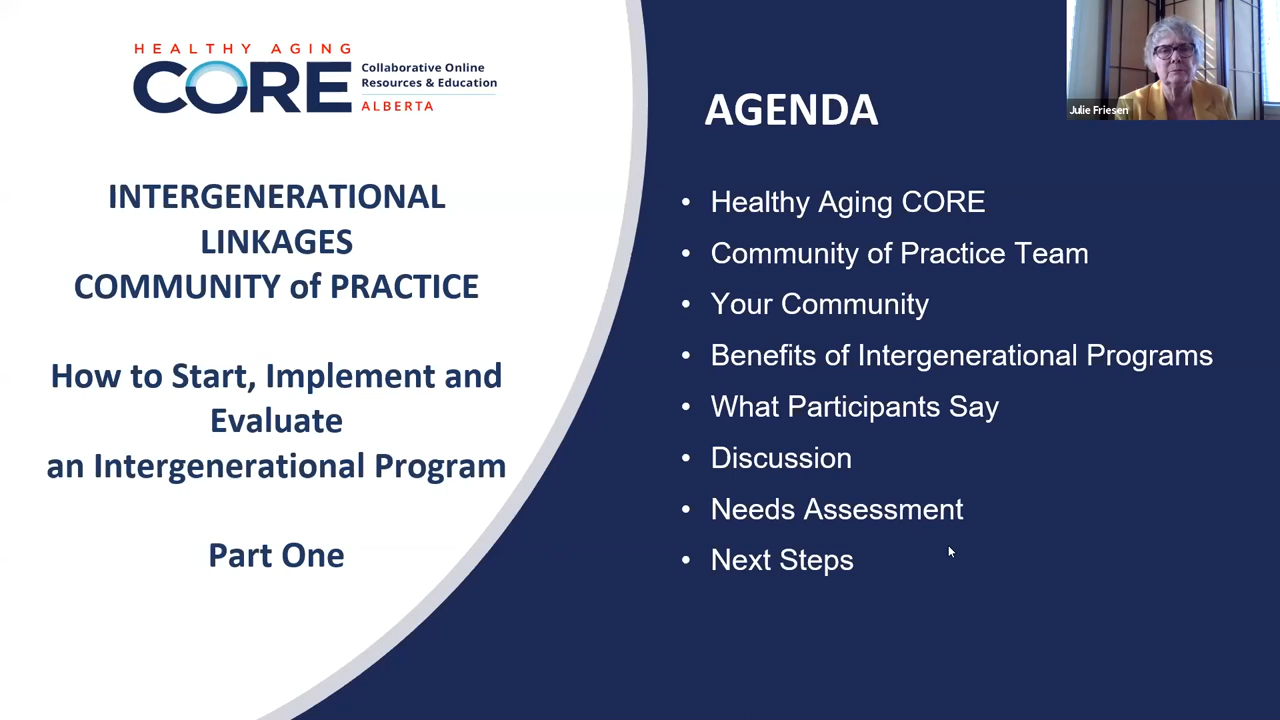 HEALTHY AGING
CORE
Collaborative Online
Resources & Education
ALBERTA
INTERGENERATIONAL
LINKAGES
COMMUNITY of PRACTICE
How to Start, Implement and
Evaluate
an Intergenerational Program
Part One
AGENDA
• Healthy Aging CORE
• Community of Practice Team
• Your Community
• Benefits of Intergenerational Programs
• What Participants Say
• Discussion
• Needs Assessment
• Next Steps
Julie Friesen